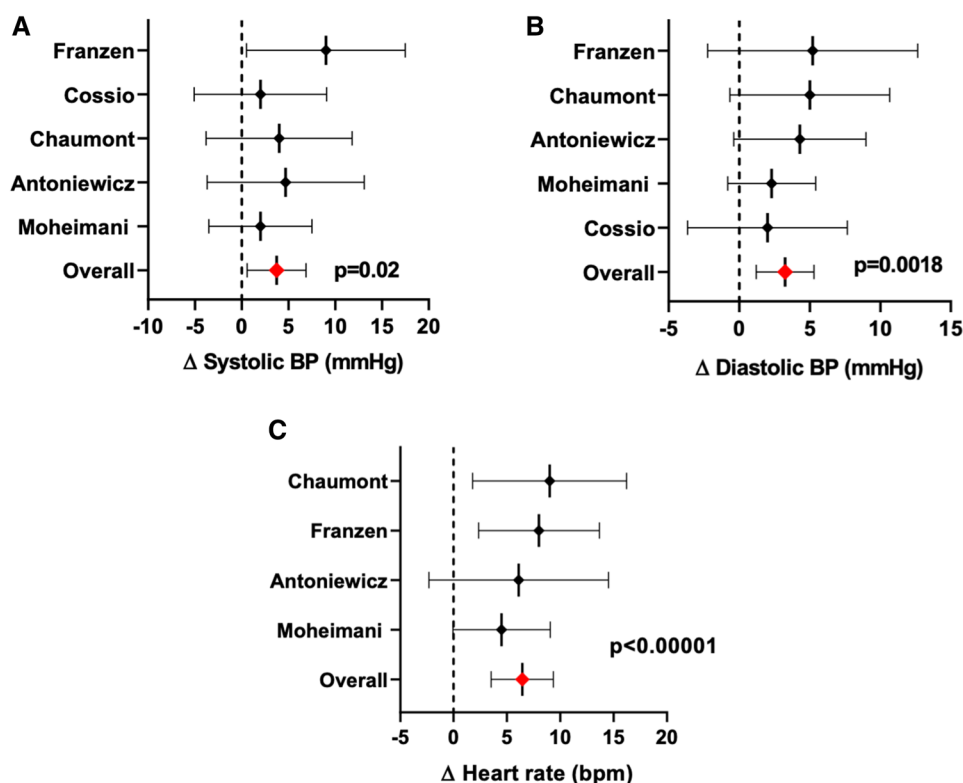 A
Franzen
Cossio
Chaumont
Antoniewicz
Moheimani
Overall
p=0.02
-10 -5 0 5 10 15 20
Δ Systolic BP (mmHg)
B
Franzen
Chaumont
Antoniewicz
Moheimani
Cossio
Overall
p=0.0018
-5 0 5 10 15
Δ Diastolic BP (mmHg)
C
Chaumont
Franzen
Antoniewicz
Moheimani
p<0.00001
Overall
-5 0 5 10 15 20
Δ Heart rate (bpm)